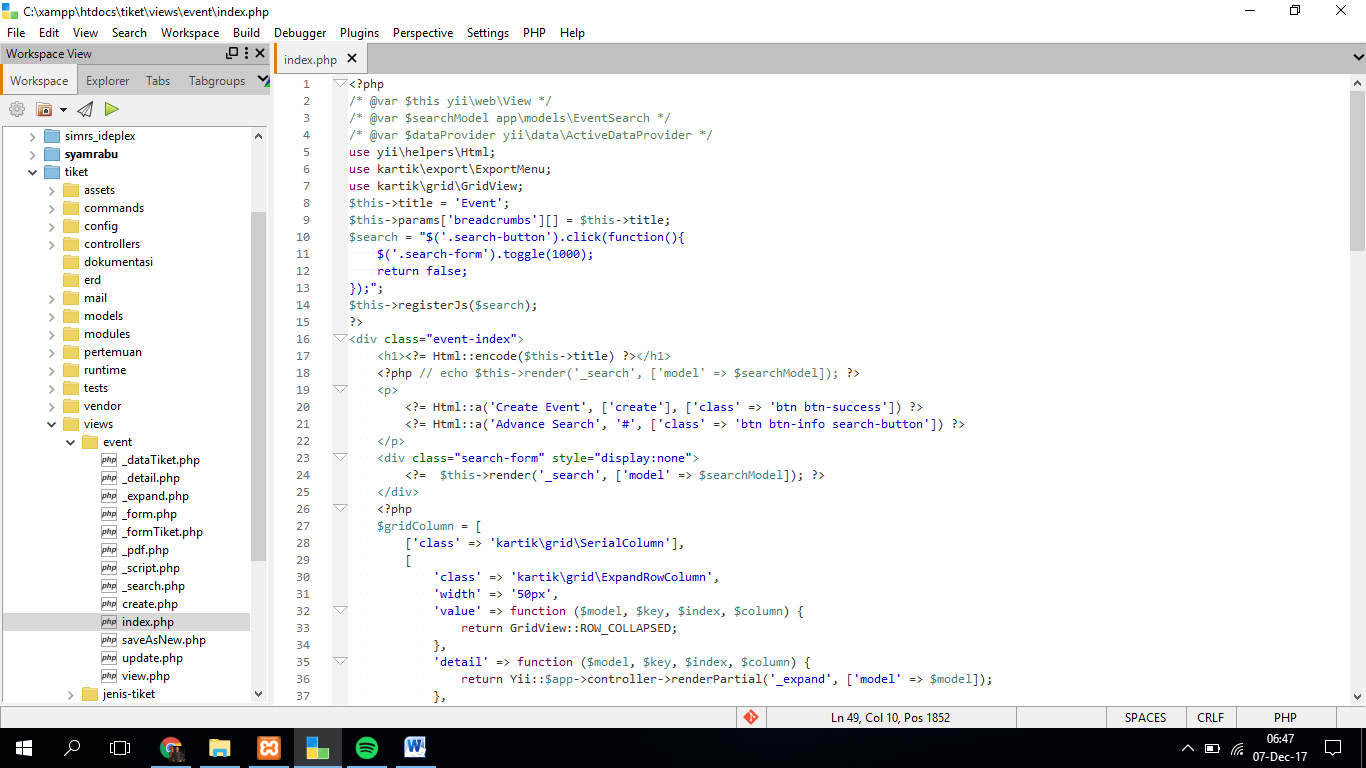 C:\xampp\htdocs\tiket\views\event\index.php
File Edit View Search Workspace Build Debugger Plugins Perspective Settings PHP Help
Workspace View
Workspace Explorer Tabs Tabgroups
simrs_ideplex
syamrabu
tiket
assets
commands
config
controllers
dokumentasi
erd
mail
models
modules
pertemuan
runtime
tests
vendor
views
event
php _dataTiket.php
php _detail.php
php _expand.php
php _form.php
php _formTiket.php
php _pdf.php
php _script.php
php _search.php
php create.php
php index.php
php saveAsNew.php
php update.php
php view.php
jenis-tiket
index.php
1 <?php
2 /* @var $this yii\web\View */
3 /* @var $searchModel app\models\EventSearch */
4 /* @var $dataProvider yii\data\ActiveDataProvider */
5 use yii\helpers\Html;
6 use kartik\export\ExportMenu;
7 use kartik\grid\GridView;
8 $this->title = 'Event';
9 $this->params['breadcrumbs'][] = $this->title;
10 $search = "$('.search-button').click(function(){
11 $('.search-form').toggle(1000);
12 return false;
13 });";
14 $this->registerJs($search);
15 ?>
16 <div class="event-index">
17 <h1><?= Html::encode($this->title) ?></h1>
18 <?php // echo $this->render('_search', ['model' => $searchModel]); ?>
19 <p>
20 <?= Html::a('Create Event', ['create'], ['class' => 'btn btn-success']) ?>
21 <?= Html::a('Advance Search', '#', ['class' => 'btn btn-info search-button']) ?>
22 </p>
23 <div class="search-form" style="display:none">
24 <?=  $this->render('_search', ['model' => $searchModel]); ?>
25 </div>
26 <?php
27 $gridColumn = [
28 ['class' => 'kartik\grid\SerialColumn'],
29 [
30 'class' => 'kartik\grid\ExpandRowColumn',
31 'width' => '50px',
32 'value' => function ($model, $key, $index, $column) {
33 return GridView::ROW_COLLAPSED;
34 },
35 'detail' => function ($model, $key, $index, $column) {
36 return Yii::$app->controller->renderPartial('_expand', ['model' => $model]);
37 },
Ln 49, Col 10, Pos 1852 SPACES CRLF PHP
06:47
07-Dec-17